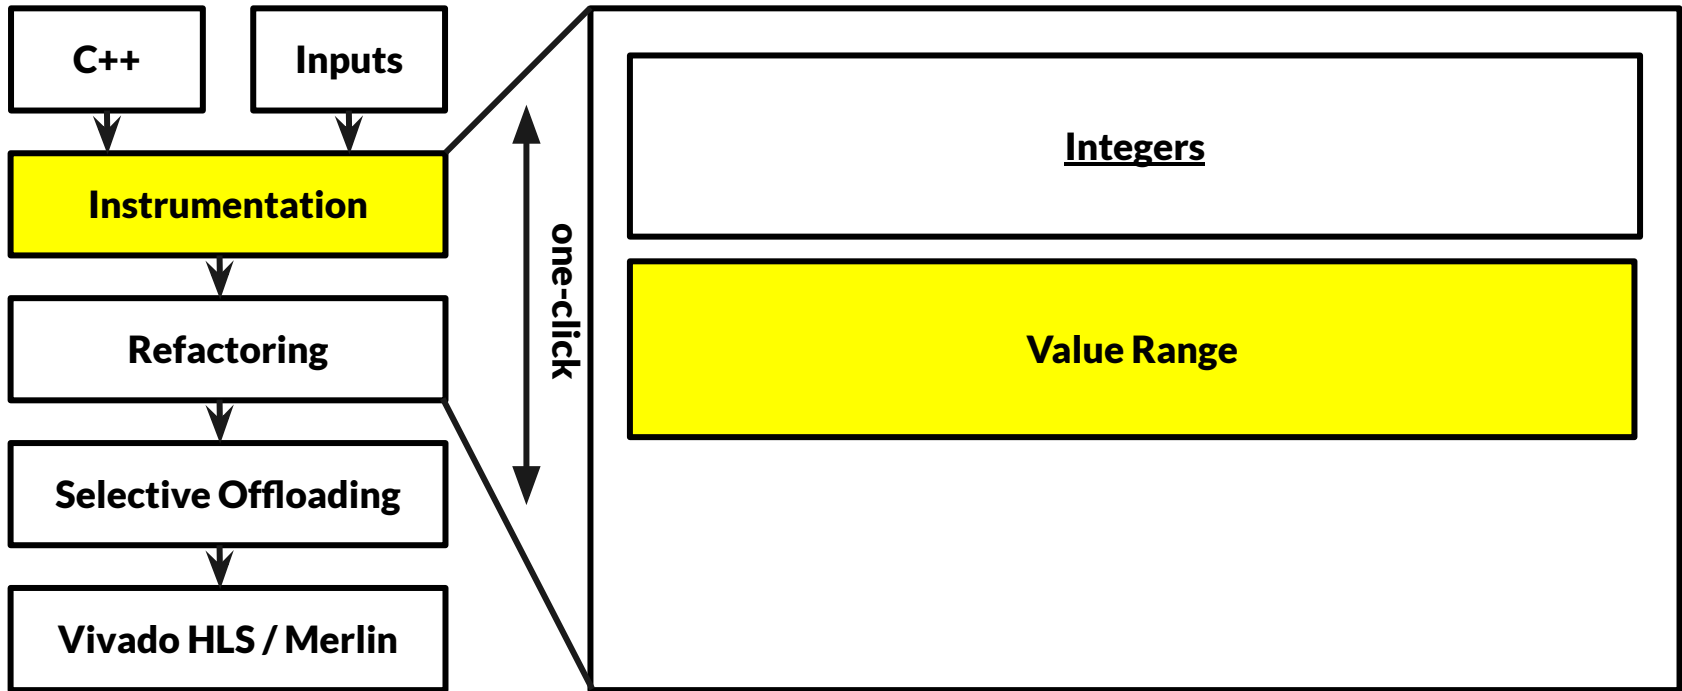 C++
Inputs
Instrumentation
Refactoring
Selective Offloading
Vivado HLS / Merlin
one-click
Integers
Value Range